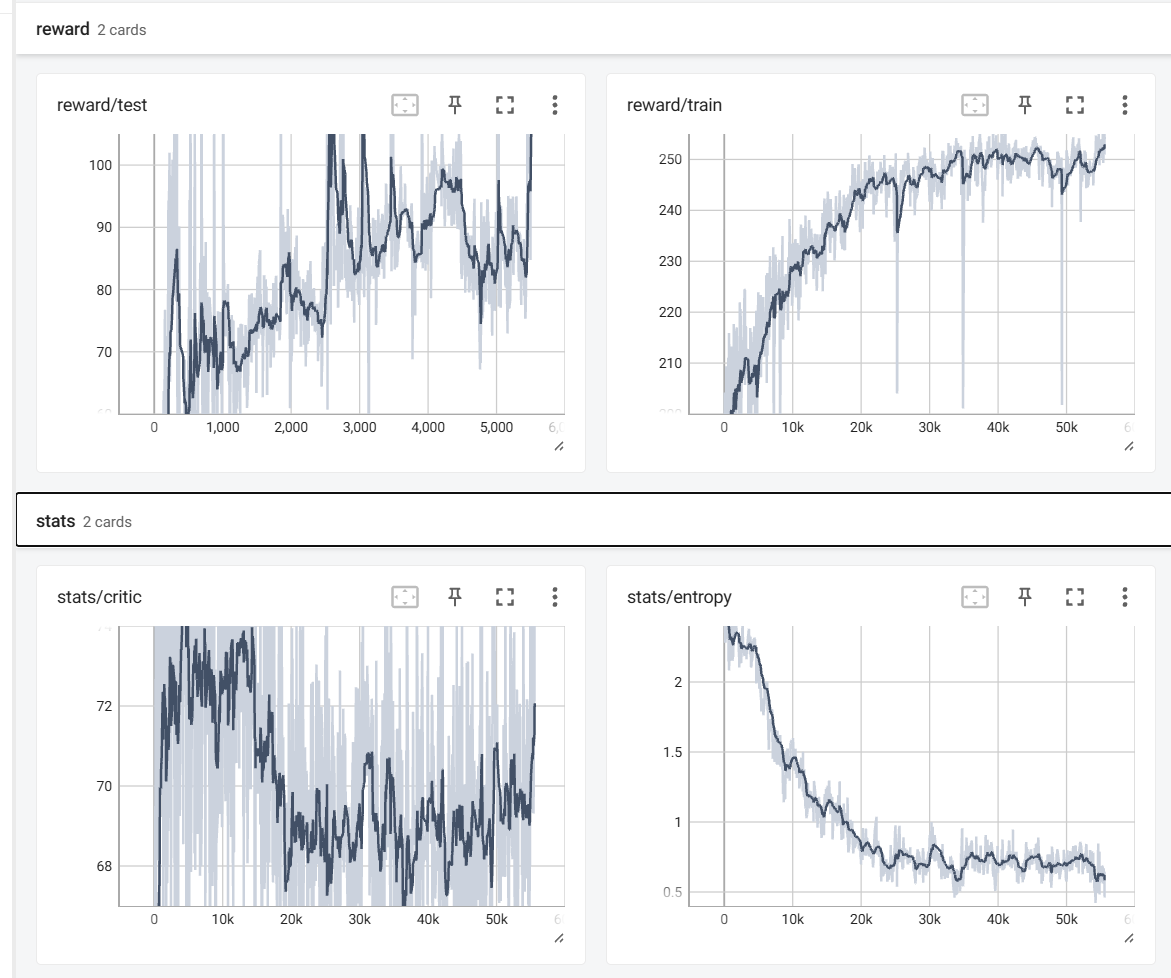 reward 2 cards
reward/test
100
90
80
70
60
0 1,000 2,000 3,000 4,000 5,000
reward/train
250
240
230
220
210
200
0 10k 20k 30k 40k 50k
stats 2 cards
stats/critic
72
70
68
0 10k 20k 30k 40k 50k
stats/entropy
2
1.5
1
0.5
0 10k 20k 30k 40k 50k